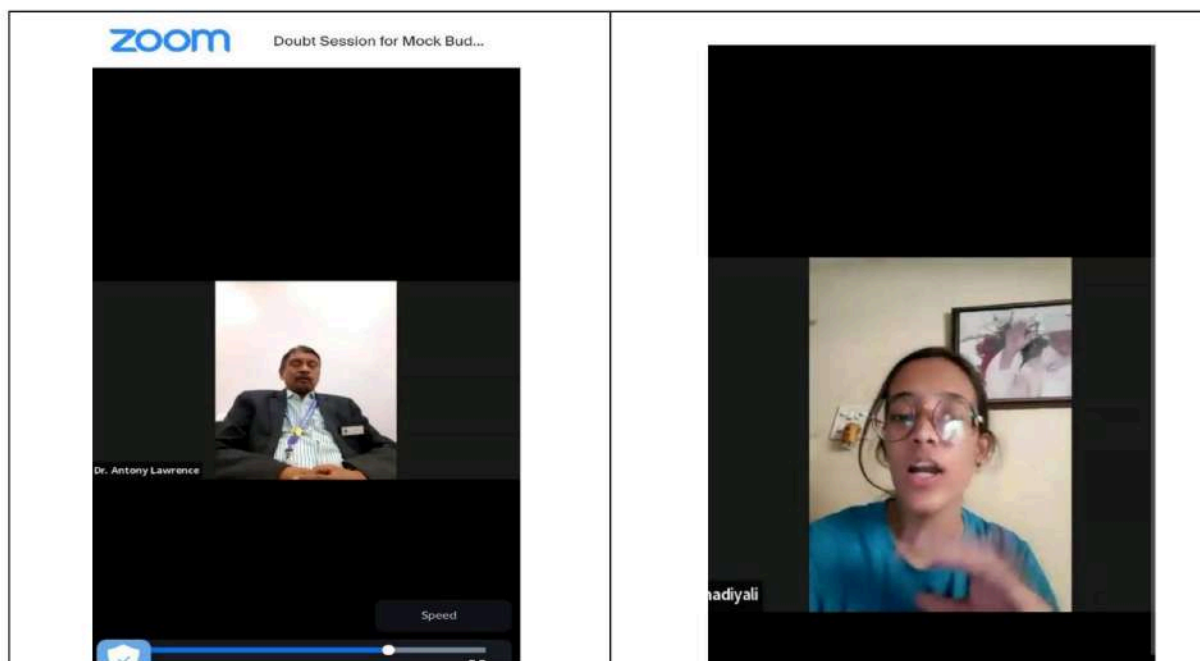 zoom
Doubt Session for Mock Bud...
Dr. Antony Lawrence
Speed
adiyali